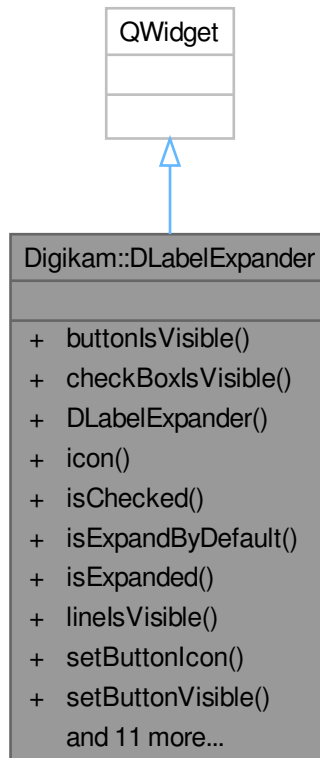 QWidget
Digikam::DLabelExpander
+ buttonIsVisible()
+ checkBoxIsVisible()
+ DLabelExpander()
+ icon()
+ isChecked()
+ isExpandByDefault()
+ isExpanded()
+ lineIsVisible()
+ setButtonIcon()
+ setButtonVisible()
and 11 more...